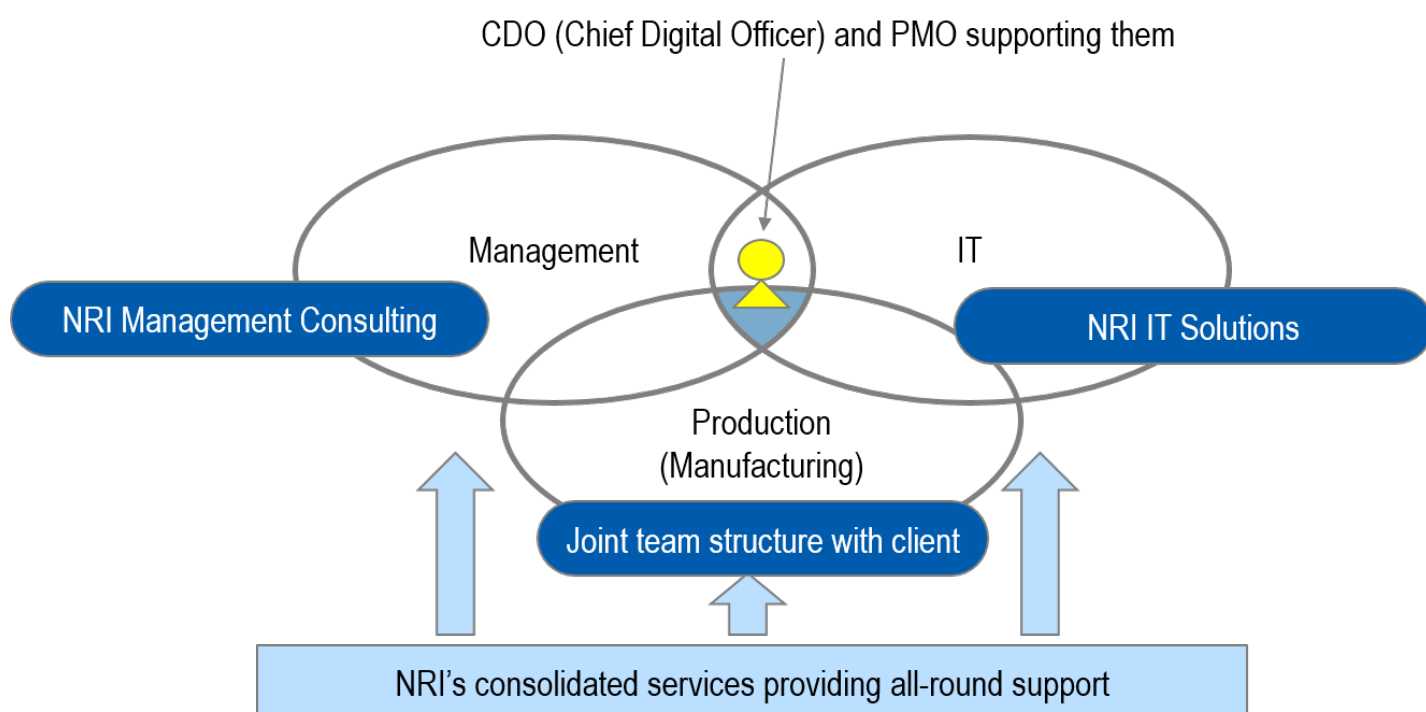 CDO (Chief Digital Officer) and PMO supporting them
Management
IT
NRI Management Consulting
NRI IT Solutions
Production
(Manufacturing)
Joint team structure with client
NRI’s consolidated services providing all-round support